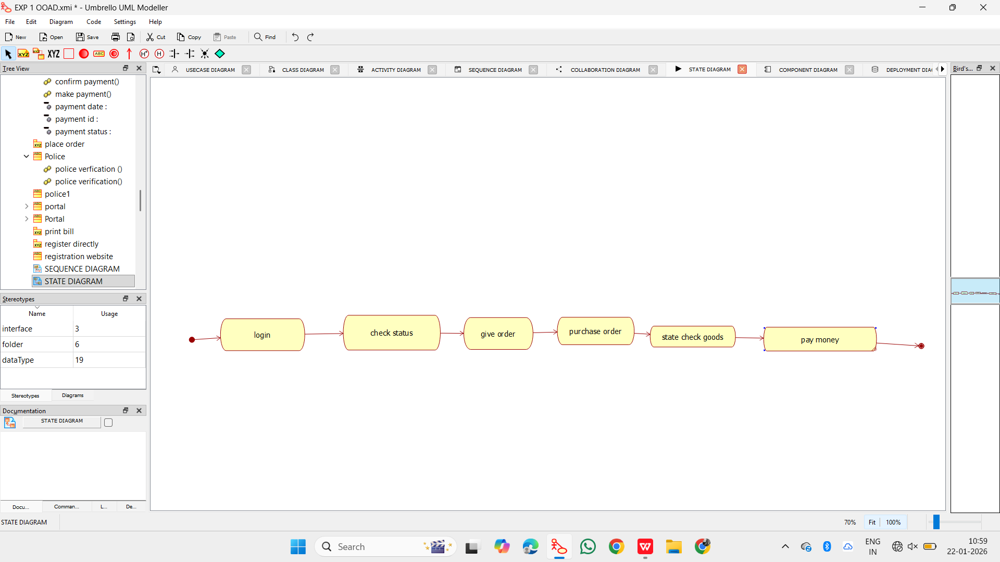 EXP 1 OOAD.xmi * - Umbrello UML Modeller
File Edit Diagram Code Settings Help
New Open Save Cut Copy Paste Find
XYZ XYZ XYZ ABC H* H
Tree View
USECASE DIAGRAM CLASS DIAGRAM ACTIVITY DIAGRAM SEQUENCE DIAGRAM COLLABORATION DIAGRAM STATE DIAGRAM COMPONENT DIAGRAM DEPLOYMENT DIA
Bird's...
confirm payment()
make payment()
payment date :
payment id :
payment status :
place order
Police
police verfication ()
police verification()
police1
portal
Portal
print bill
register directly
registration website
SEQUENCE DIAGRAM
STATE DIAGRAM
Stereotypes
Name Usage
interface 3
folder 6
dataType 19
Stereotypes Diagrams
Documentation
STATE DIAGRAM
Docu... Comman... L... De...
login
check status
give order
purchase order
state check goods
pay money
STATE DIAGRAM
70% Fit 100%
Search
ENG
IN
10:59
22-01-2026